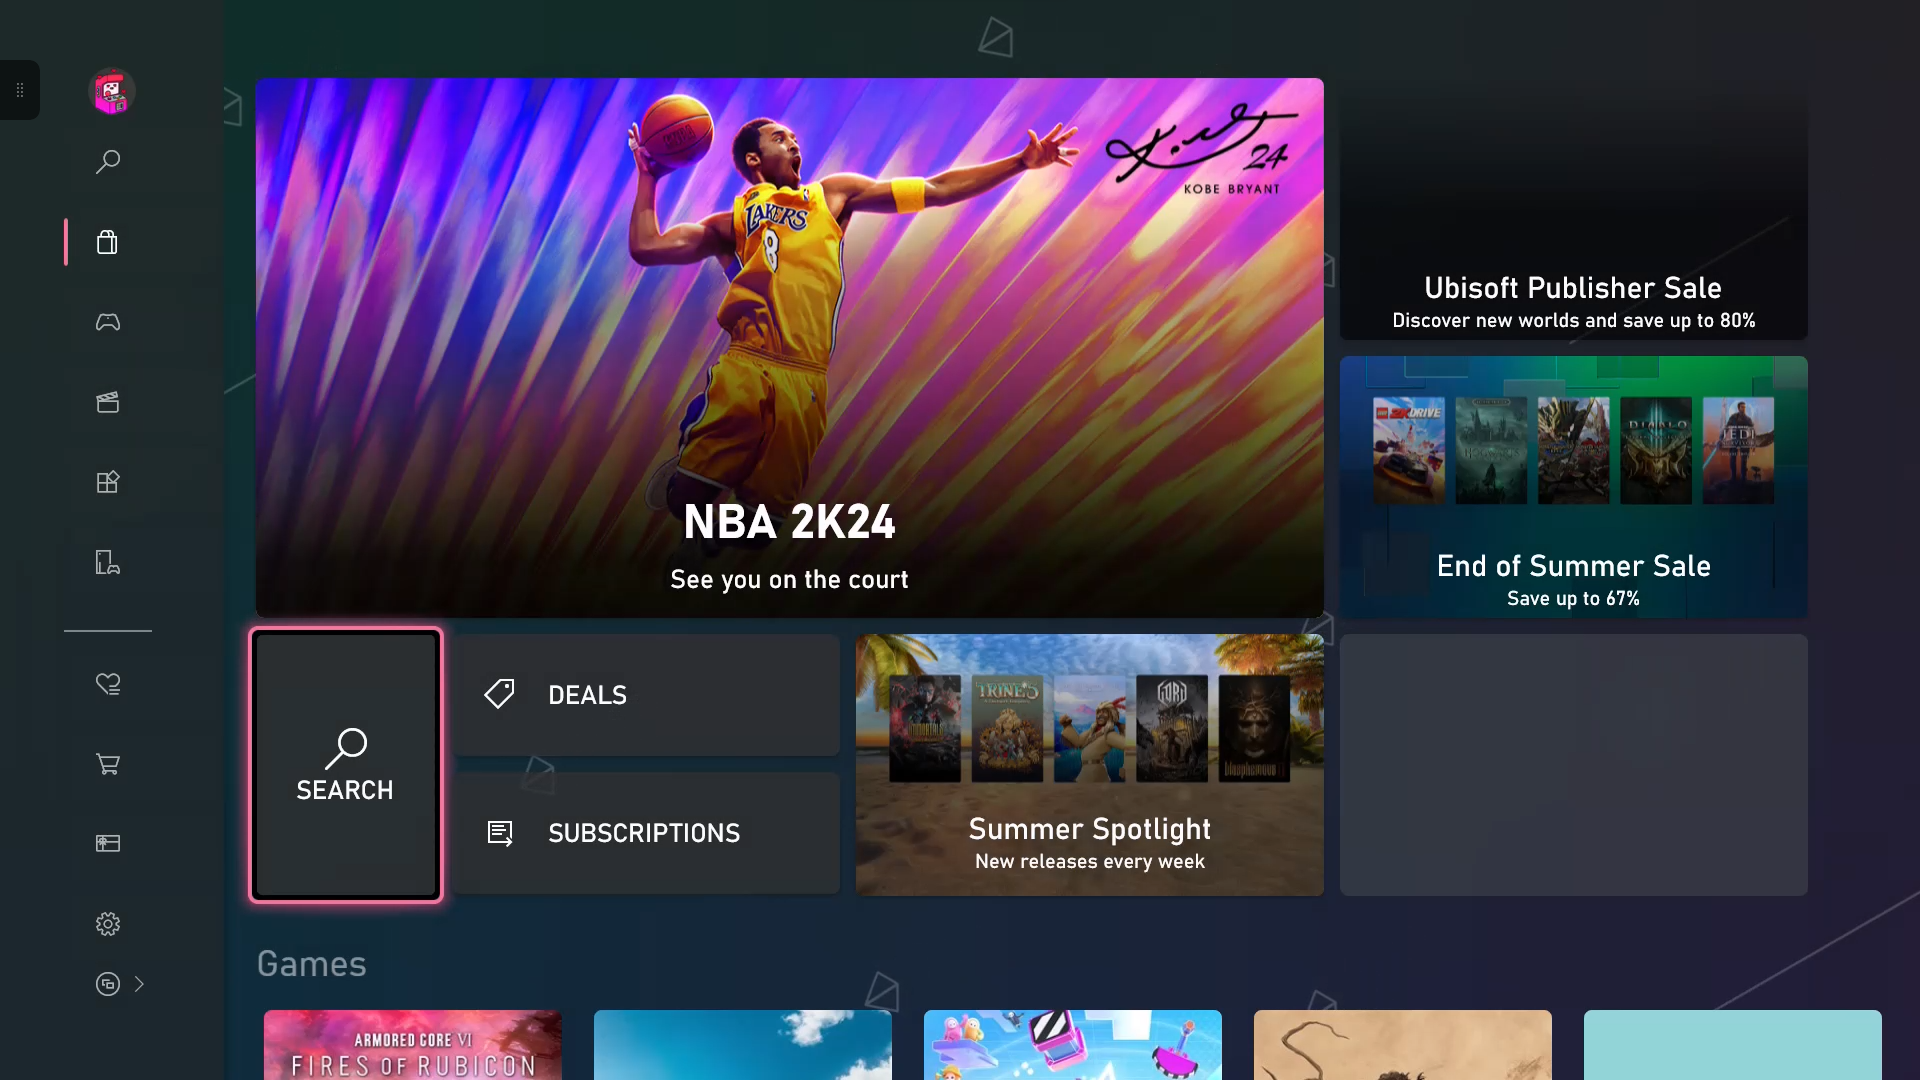 24
KOBE BRYANT
LAKERS
8
NBA 2K24
See you on the court
Ubisoft Publisher Sale
Discover new worlds and save up to 80%
2K DRIVE
DIABLO
JEDI
End of Summer Sale
Save up to 67%
SEARCH
DEALS
SUBSCRIPTIONS
TRINE 5
GORD
blasphemous II
Summer Spotlight
New releases every week
Games
ARMORED CORE VI
FIRES OF RUBICON